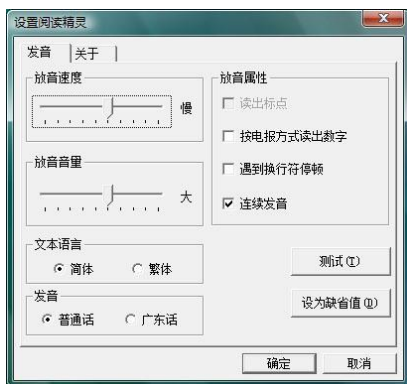 设置阅读精灵
发音 关于
放音速度
慢
放音音量
大
文本语言
简体 繁体
发音
普通话 广东话
放音属性
读出标点
按电报方式读出数字
遇到换行符停顿
连续发音
测试(T)
设为缺省值(D)
确定 取消